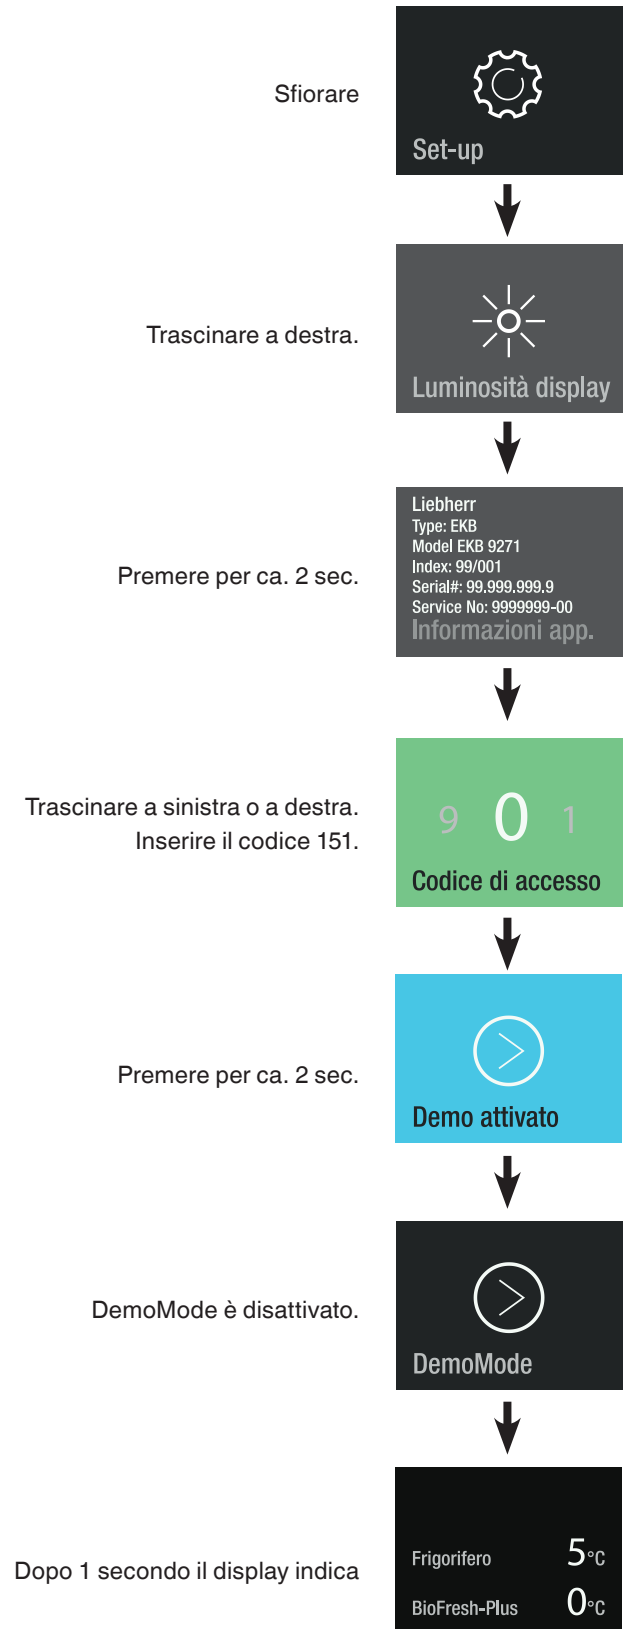 Sfiorare
Set-up
Trascinare a destra.
Luminosità display
Premere per ca. 2 sec.
Liebherr
Type: EKB
Model EKB 9271
Index: 99/001
Serial#: 99.999.999.9
Service No: 9999999-00
Informazioni app.
Trascinare a sinistra o a destra.
Inserire il codice 151.
9 0 1
Codice di accesso
Premere per ca. 2 sec.
Demo attivato
DemoMode è disattivato.
DemoMode
Dopo 1 secondo il display indica
Frigorifero 5°C
BioFresh-Plus 0°C